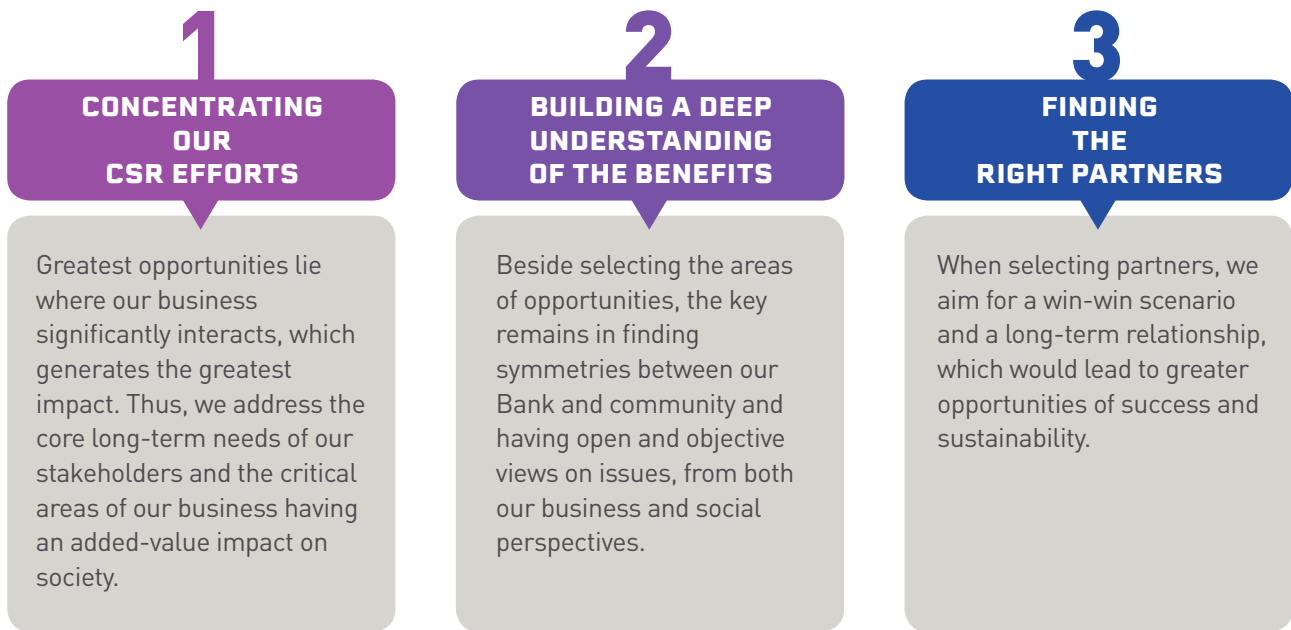 1
CONCENTRATING
OUR
CSR EFFORTS
Greatest opportunities lie
where our business
significantly interacts, which
generates the greatest
impact. Thus, we address the
core long-term needs of our
stakeholders and the critical
areas of our business having
an added-value impact on
society.
2
BUILDING A DEEP
UNDERSTANDING
OF THE BENEFITS
Beside selecting the areas
of opportunities, the key
remains in finding
symmetries between our
Bank and community and
having open and objective
views on issues, from both
our business and social
perspectives.
3
FINDING
THE
RIGHT PARTNERS
When selecting partners, we
aim for a win-win scenario
and a long-term relationship,
which would lead to greater
opportunities of success and
sustainability.